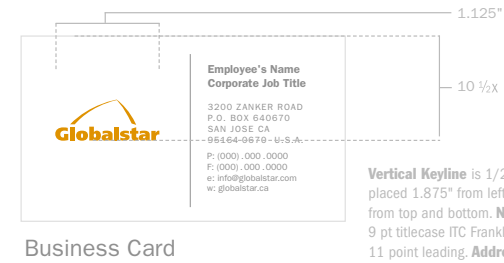 1.125"
Employee's Name
Corporate Job Title
10 ½x
3200 ZANKER ROAD
P.O. BOX 640670
SAN JOSE CA
95164-0670 U.S.A.
Globalstar
P: (000).000.0000
F: (000).000.0000
e: info@globalstar.com
w: globalstar.ca
Vertical Keyline is 1/2
placed 1.875" from left
from top and bottom. N
9 pt titlecase ITC Frankl
11 point leading. Addre
Business Card